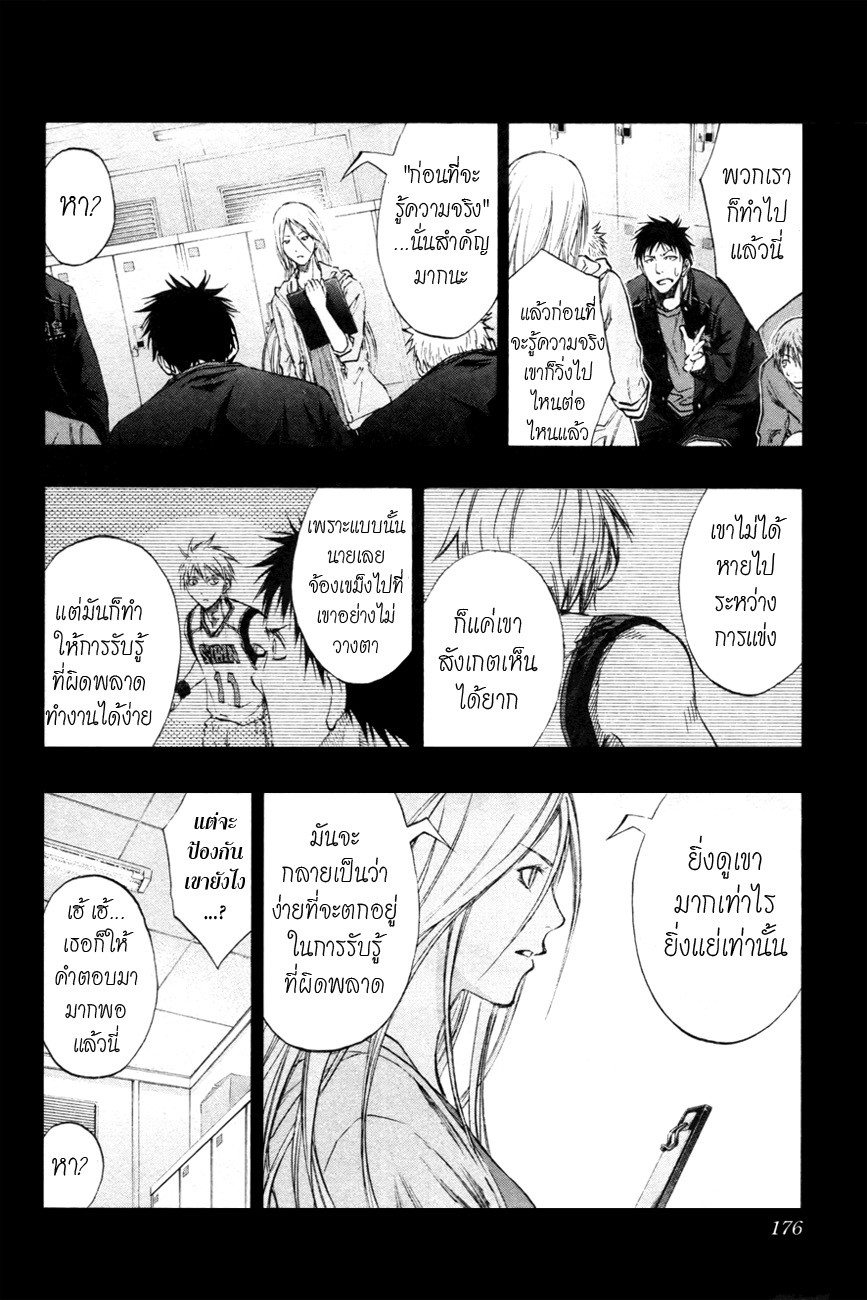 พวกเรา
ก็ทำไป
แล้วนี่
แล้วก่อนที่
จะรู้ความจริง
เขาก็วิ่งไป
ไหนต่อ
ไหนแล้ว
"ก่อนที่จะ
รู้ความจริง"
...นั่นสำคัญ
มากนะ
หา?
เขาไม่ได้
หายไป
ระหว่าง
การแข่ง
ก็แค่เขา
สังเกตเห็น
ได้ยาก
เพราะแบบนั้น
นายเลย
จ้องเขม็งไปที่
เขาอย่างไม่
วางตา
แต่มันก็ทำ
ให้การรับรู้
ที่ผิดพลาด
ทำงานได้ง่าย
11
ยิ่งดูเขา
มากเท่าไร
ยิ่งแย่เท่านั้น
มันจะ
กลายเป็นว่า
ง่ายที่จะตกอยู่
ในการรับรู้
ที่ผิดพลาด
แต่จะ
ป้องกัน
เขายังไง
...?
เฮ้ เฮ้...
เธอก็ให้
คำตอบมา
มากพอ
แล้วนี่
หา?
176